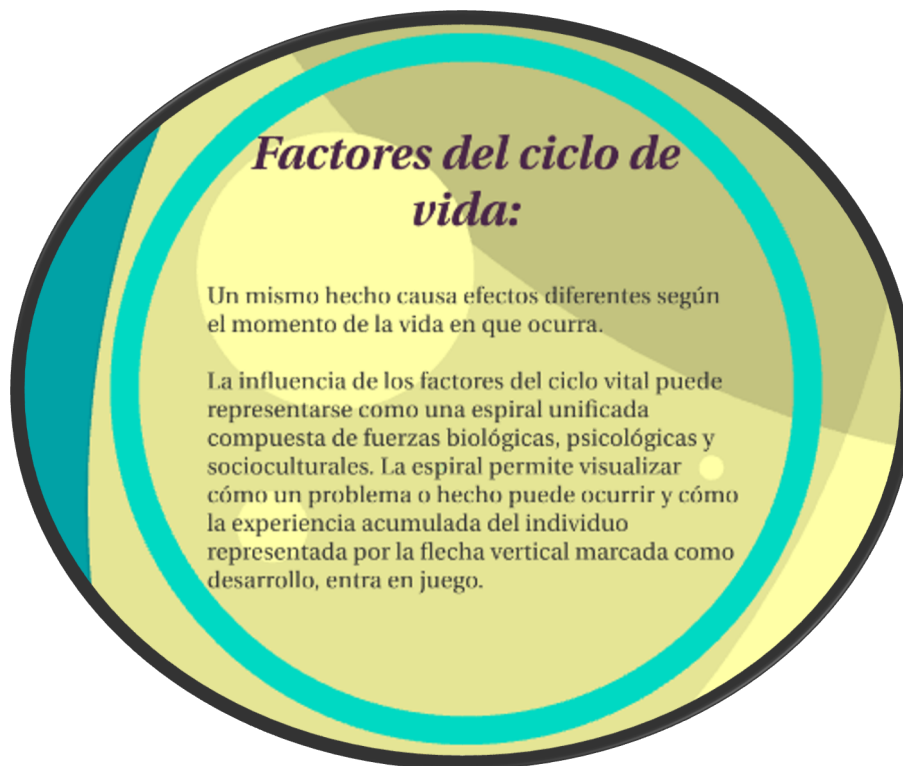 Factores del ciclo de
vida:
Un mismo hecho causa efectos diferentes según
el momento de la vida en que ocurra.
La influencia de los factores del ciclo vital puede
representarse como una espiral unificada
compuesta de fuerzas biológicas, psicológicas y
socioculturales. La espiral permite visualizar
cómo un problema o hecho puede ocurrir y cómo
la experiencia acumulada del individuo
representada por la flecha vertical marcada como
desarrollo, entra en juego.